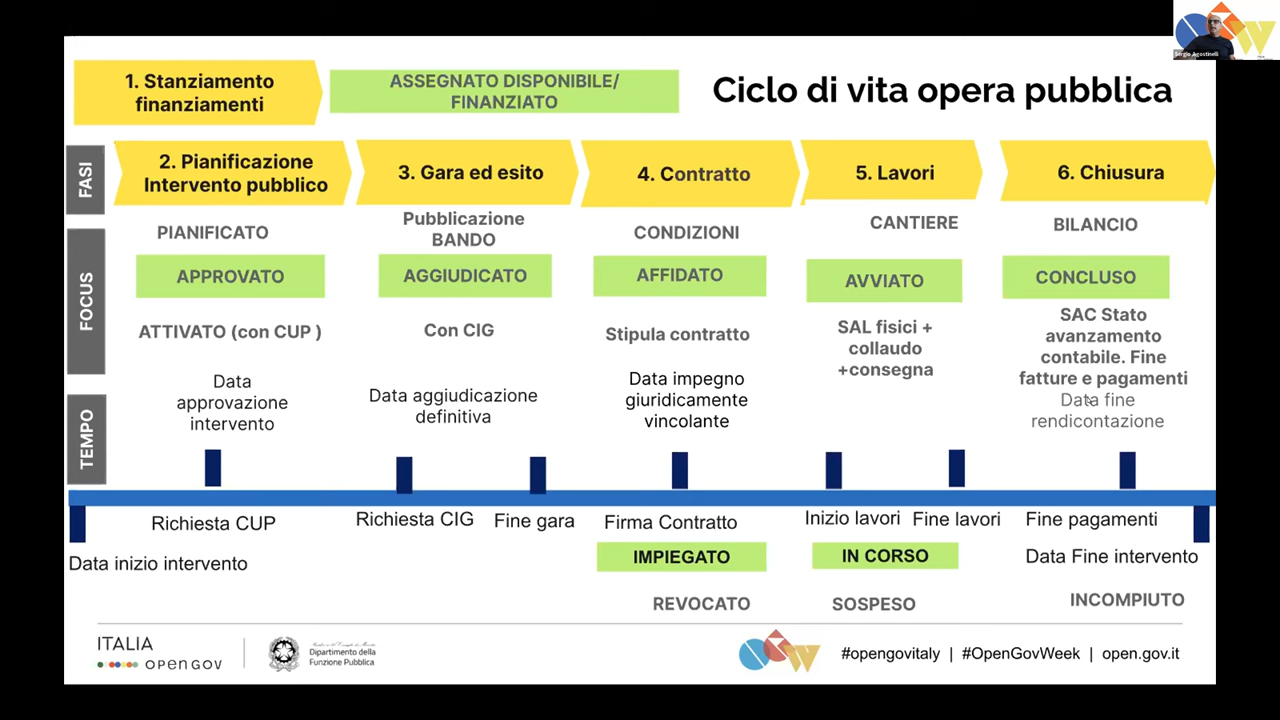 Sergio Agostinelli
1. Stanziamento
finanziamenti
ASSEGNATO DISPONIBILE/
FINANZIATO
Ciclo di vita opera pubblica
FASI
2. Pianificazione
Intervento pubblico
3. Gara ed esito
4. Contratto
5. Lavori
6. Chiusura
FOCUS
PIANIFICATO
Pubblicazione
BANDO
CONDIZIONI
CANTIERE
BILANCIO
APPROVATO
AGGIUDICATO
AFFIDATO
AVVIATO
CONCLUSO
ATTIVATO (con CUP )
Con CIG
Stipula contratto
SAL fisici +
collaudo
+consegna
SAC Stato
avanzamento
contabile. Fine
fatture e pagamenti
TEMPO
Data
approvazione
intervento
Data aggiudicazione
definitiva
Data impegno
giuridicamente
vincolante
Data fine
rendicontazione
Richiesta CUP
Richiesta CIG
Fine gara
Firma Contratto
Inizio lavori
Fine lavori
Fine pagamenti
Data inizio intervento
IMPIEGATO
IN CORSO
Data Fine intervento
REVOCATO
SOSPESO
INCOMPIUTO
ITALIA
OPEN GOV
Dipartimento della
Funzione Pubblica
#opengovitaly | #OpenGovWeek | open.gov.it